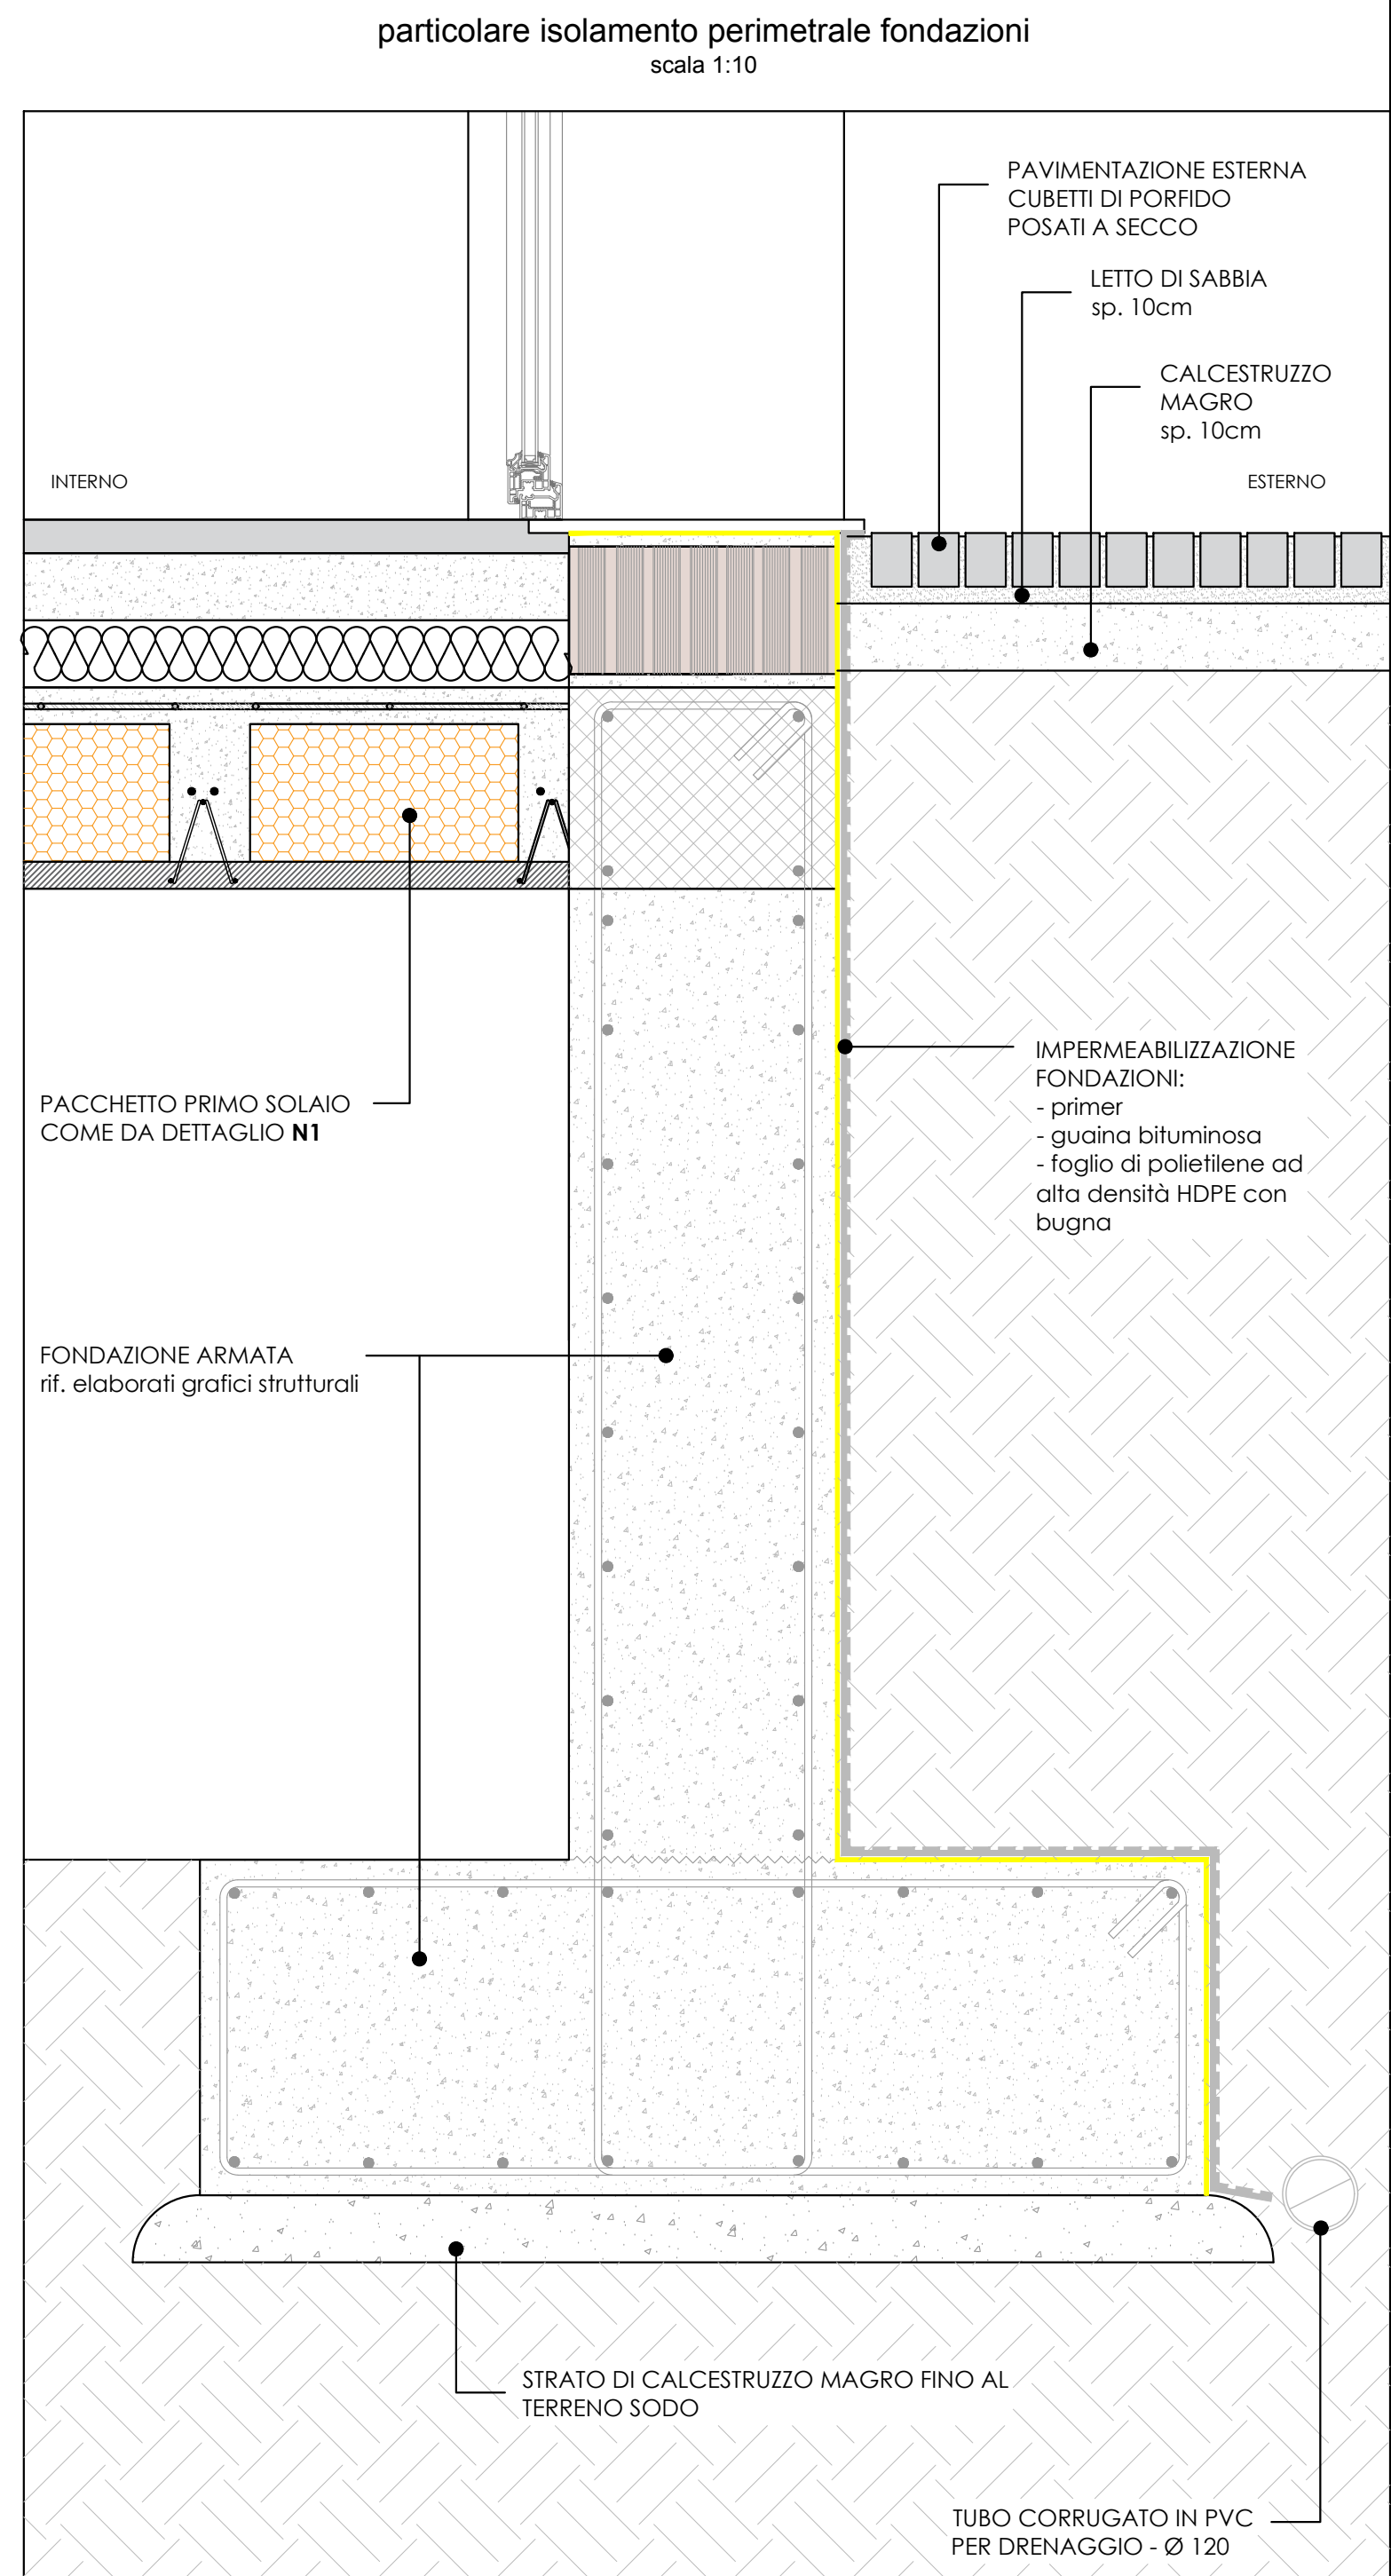 particolare isolamento perimetrale fondazioni
scala 1:10
PAVIMENTAZIONE ESTERNA
CUBETTI DI PORFIDO
POSATI A SECCO
LETTO DI SABBIA
sp. 10cm
CALCESTRUZZO
MAGRO
sp. 10cm
INTERNO
ESTERNO
IMPERMEABILIZZAZIONE
FONDAZIONI:
- primer
- guaina bituminosa
- foglio di polietilene ad
alta densità HDPE con
bugna
PACCHETTO PRIMO SOLAIO
COME DA DETTAGLIO N1
FONDAZIONE ARMATA
rif. elaborati grafici strutturali
STRATO DI CALCESTRUZZO MAGRO FINO AL
TERRENO SODO
TUBO CORRUGATO IN PVC
PER DRENAGGIO - Ø 120